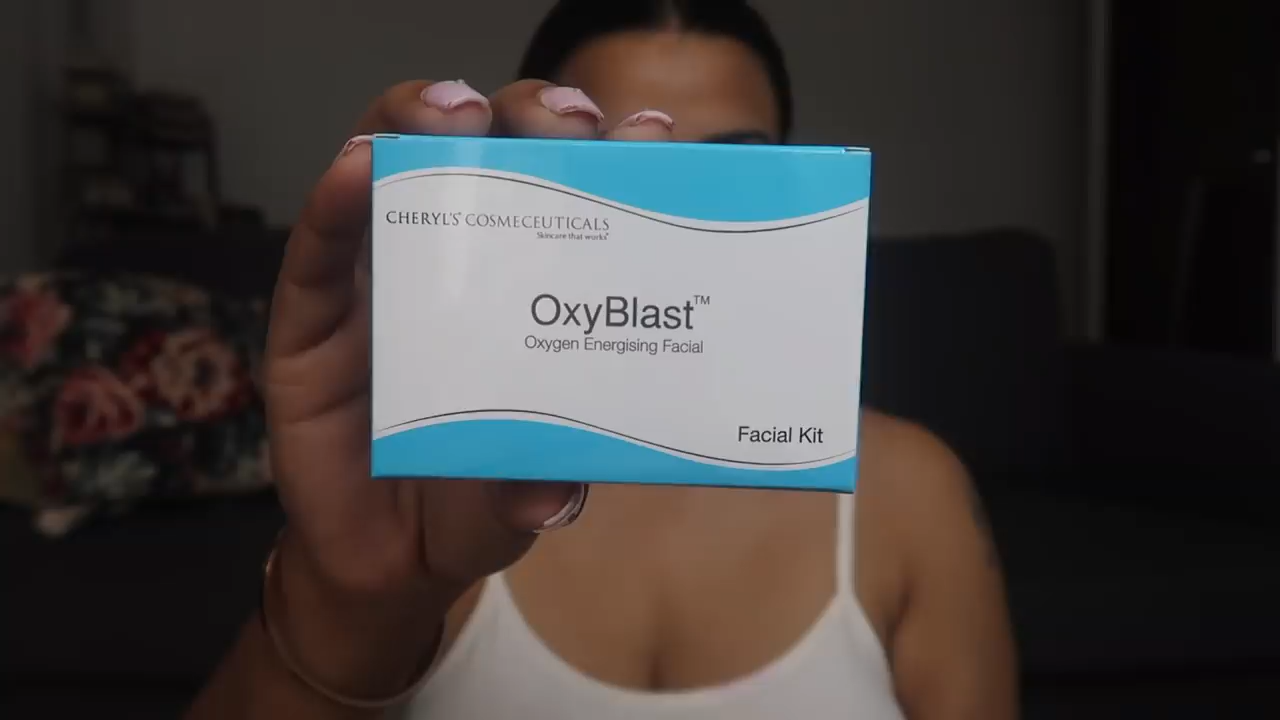 CHERYL'S® COSMECEUTICALS
Skincare that works®
OxyBlast™
Oxygen Energising Facial
Facial Kit